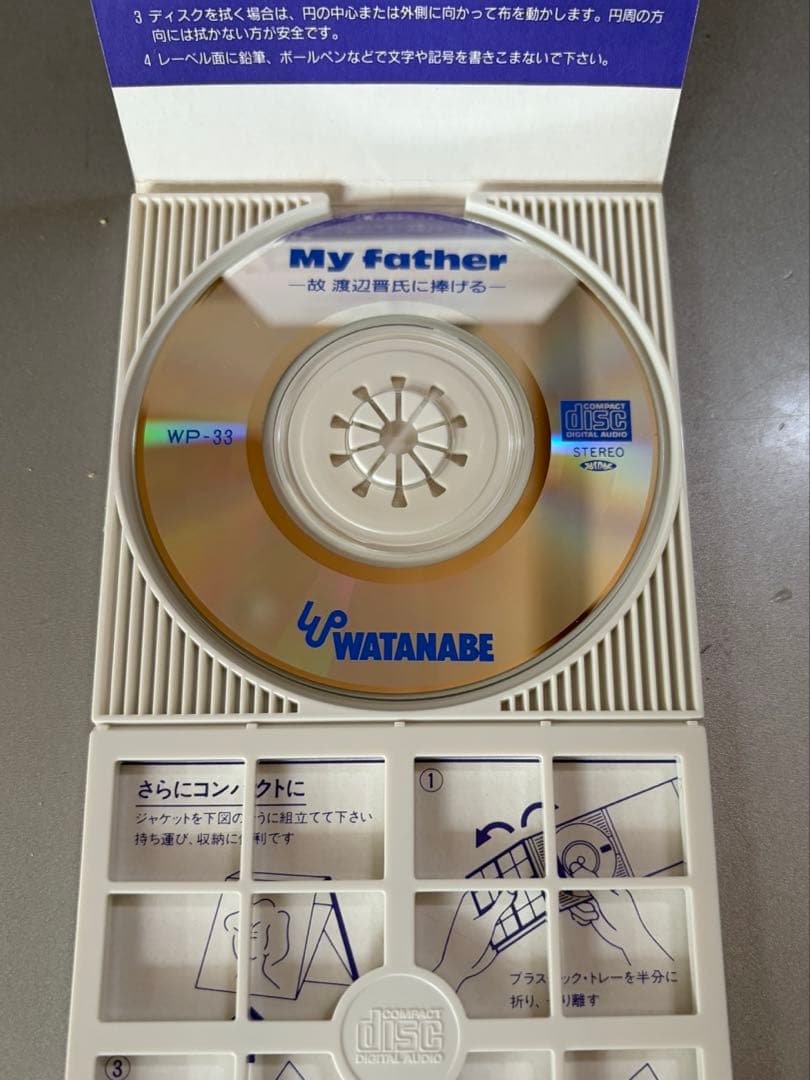 3 ディスクを拭く場合は、円の中心または外側に向かって布を動かします。円周の方
向には拭かない方が安全です。
4 レーベル面に鉛筆、ボールペンなどで文字や記号を書きこまないで下さい。
My father
—故 渡辺晋氏に捧げる—
WP-33
COMPACT
disc
DIGITAL AUDIO
STEREO
WP WATANABE
さらにコンパクトに
ジャケットを下図の うに組立てて下さい
持ち運び、収納に 利です
①
プラス ック・トレーを半分に
折り、 り離す
COMPACT
disc
DIGITAL AUDIO
③